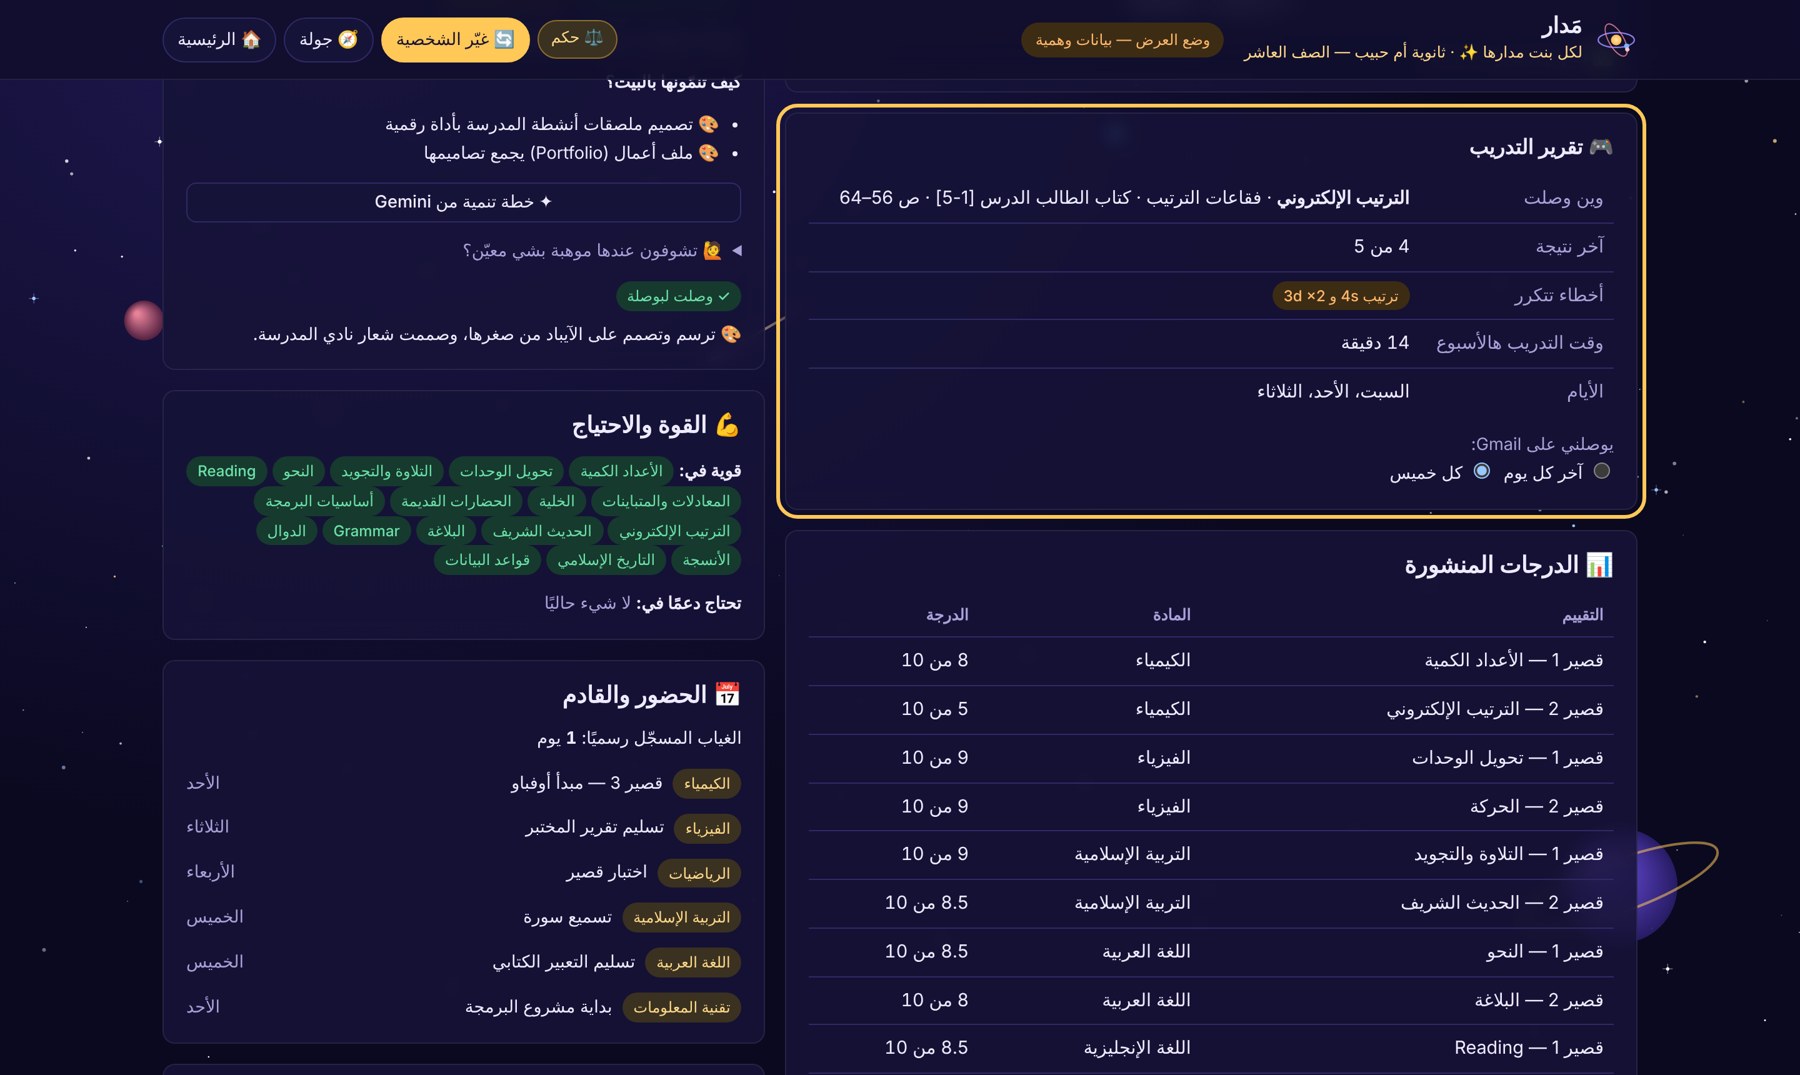 مَدار
لكل بنت مدارها ✨ · ثانوية أم حبيب — الصف العاشر
وضع العرض — بيانات وهمية
⚖️ حكم
🔄 غيّر الشخصية
🧭 جولة
🏠 الرئيسية
🎮 تقرير التدريب
وين وصلت
الترتيب الإلكتروني · فقاعات الترتيب · كتاب الطالب الدرس [1-5] · ص 56–64
آخر نتيجة
4 من 5
أخطاء تتكرر
ترتيب 4s و 3d ×2
وقت التدريب هالأسبوع
14 دقيقة
الأيام
السبت، الأحد، الثلاثاء
يوصلني على Gmail:
آخر كل يوم
كل خميس
📊 الدرجات المنشورة
التقييم المادة الدرجة
قصير 1 — الأعداد الكمية الكيمياء 8 من 10
قصير 2 — الترتيب الإلكتروني الكيمياء 5 من 10
قصير 1 — تحويل الوحدات الفيزياء 9 من 10
قصير 2 — الحركة الفيزياء 9 من 10
قصير 1 — التلاوة والتجويد التربية الإسلامية 9 من 10
قصير 2 — الحديث الشريف التربية الإسلامية 8.5 من 10
قصير 1 — النحو اللغة العربية 8.5 من 10
قصير 2 — البلاغة اللغة العربية 8 من 10
قصير 1 — Reading اللغة الإنجليزية 8.5 من 10
كيف تنمّونها بالبيت؟
• 🎨 تصميم ملصقات أنشطة المدرسة بأداة رقمية
• 🎨 ملف أعمال (Portfolio) يجمع تصاميمها
✦ خطة تنمية من Gemini
🙋 تشوفون عندها موهبة بشي معيّن؟
✓ وصلت لبوصلة
🎨 ترسم وتصمم على الآيباد من صغرها، وصممت شعار نادي المدرسة.
💪 القوة والاحتياج
قوية في: الأعداد الكمية تحويل الوحدات التلاوة والتجويد النحو Reading
المعادلات والمتباينات الخلية الحضارات القديمة أساسيات البرمجة
الترتيب الإلكتروني الحديث الشريف البلاغة Grammar الدوال
الأنسجة التاريخ الإسلامي قواعد البيانات
تحتاج دعمًا في: لا شيء حاليًا
📅 الحضور والقادم
الغياب المسجّل رسميًا: 1 يوم
الكيمياء قصير 3 — مبدأ أوفباو الأحد
الفيزياء تسليم تقرير المختبر الثلاثاء
الرياضيات اختبار قصير الأربعاء
التربية الإسلامية تسميع سورة الخميس
اللغة العربية تسليم التعبير الكتابي الخميس
تقنية المعلومات بداية مشروع البرمجة الأحد